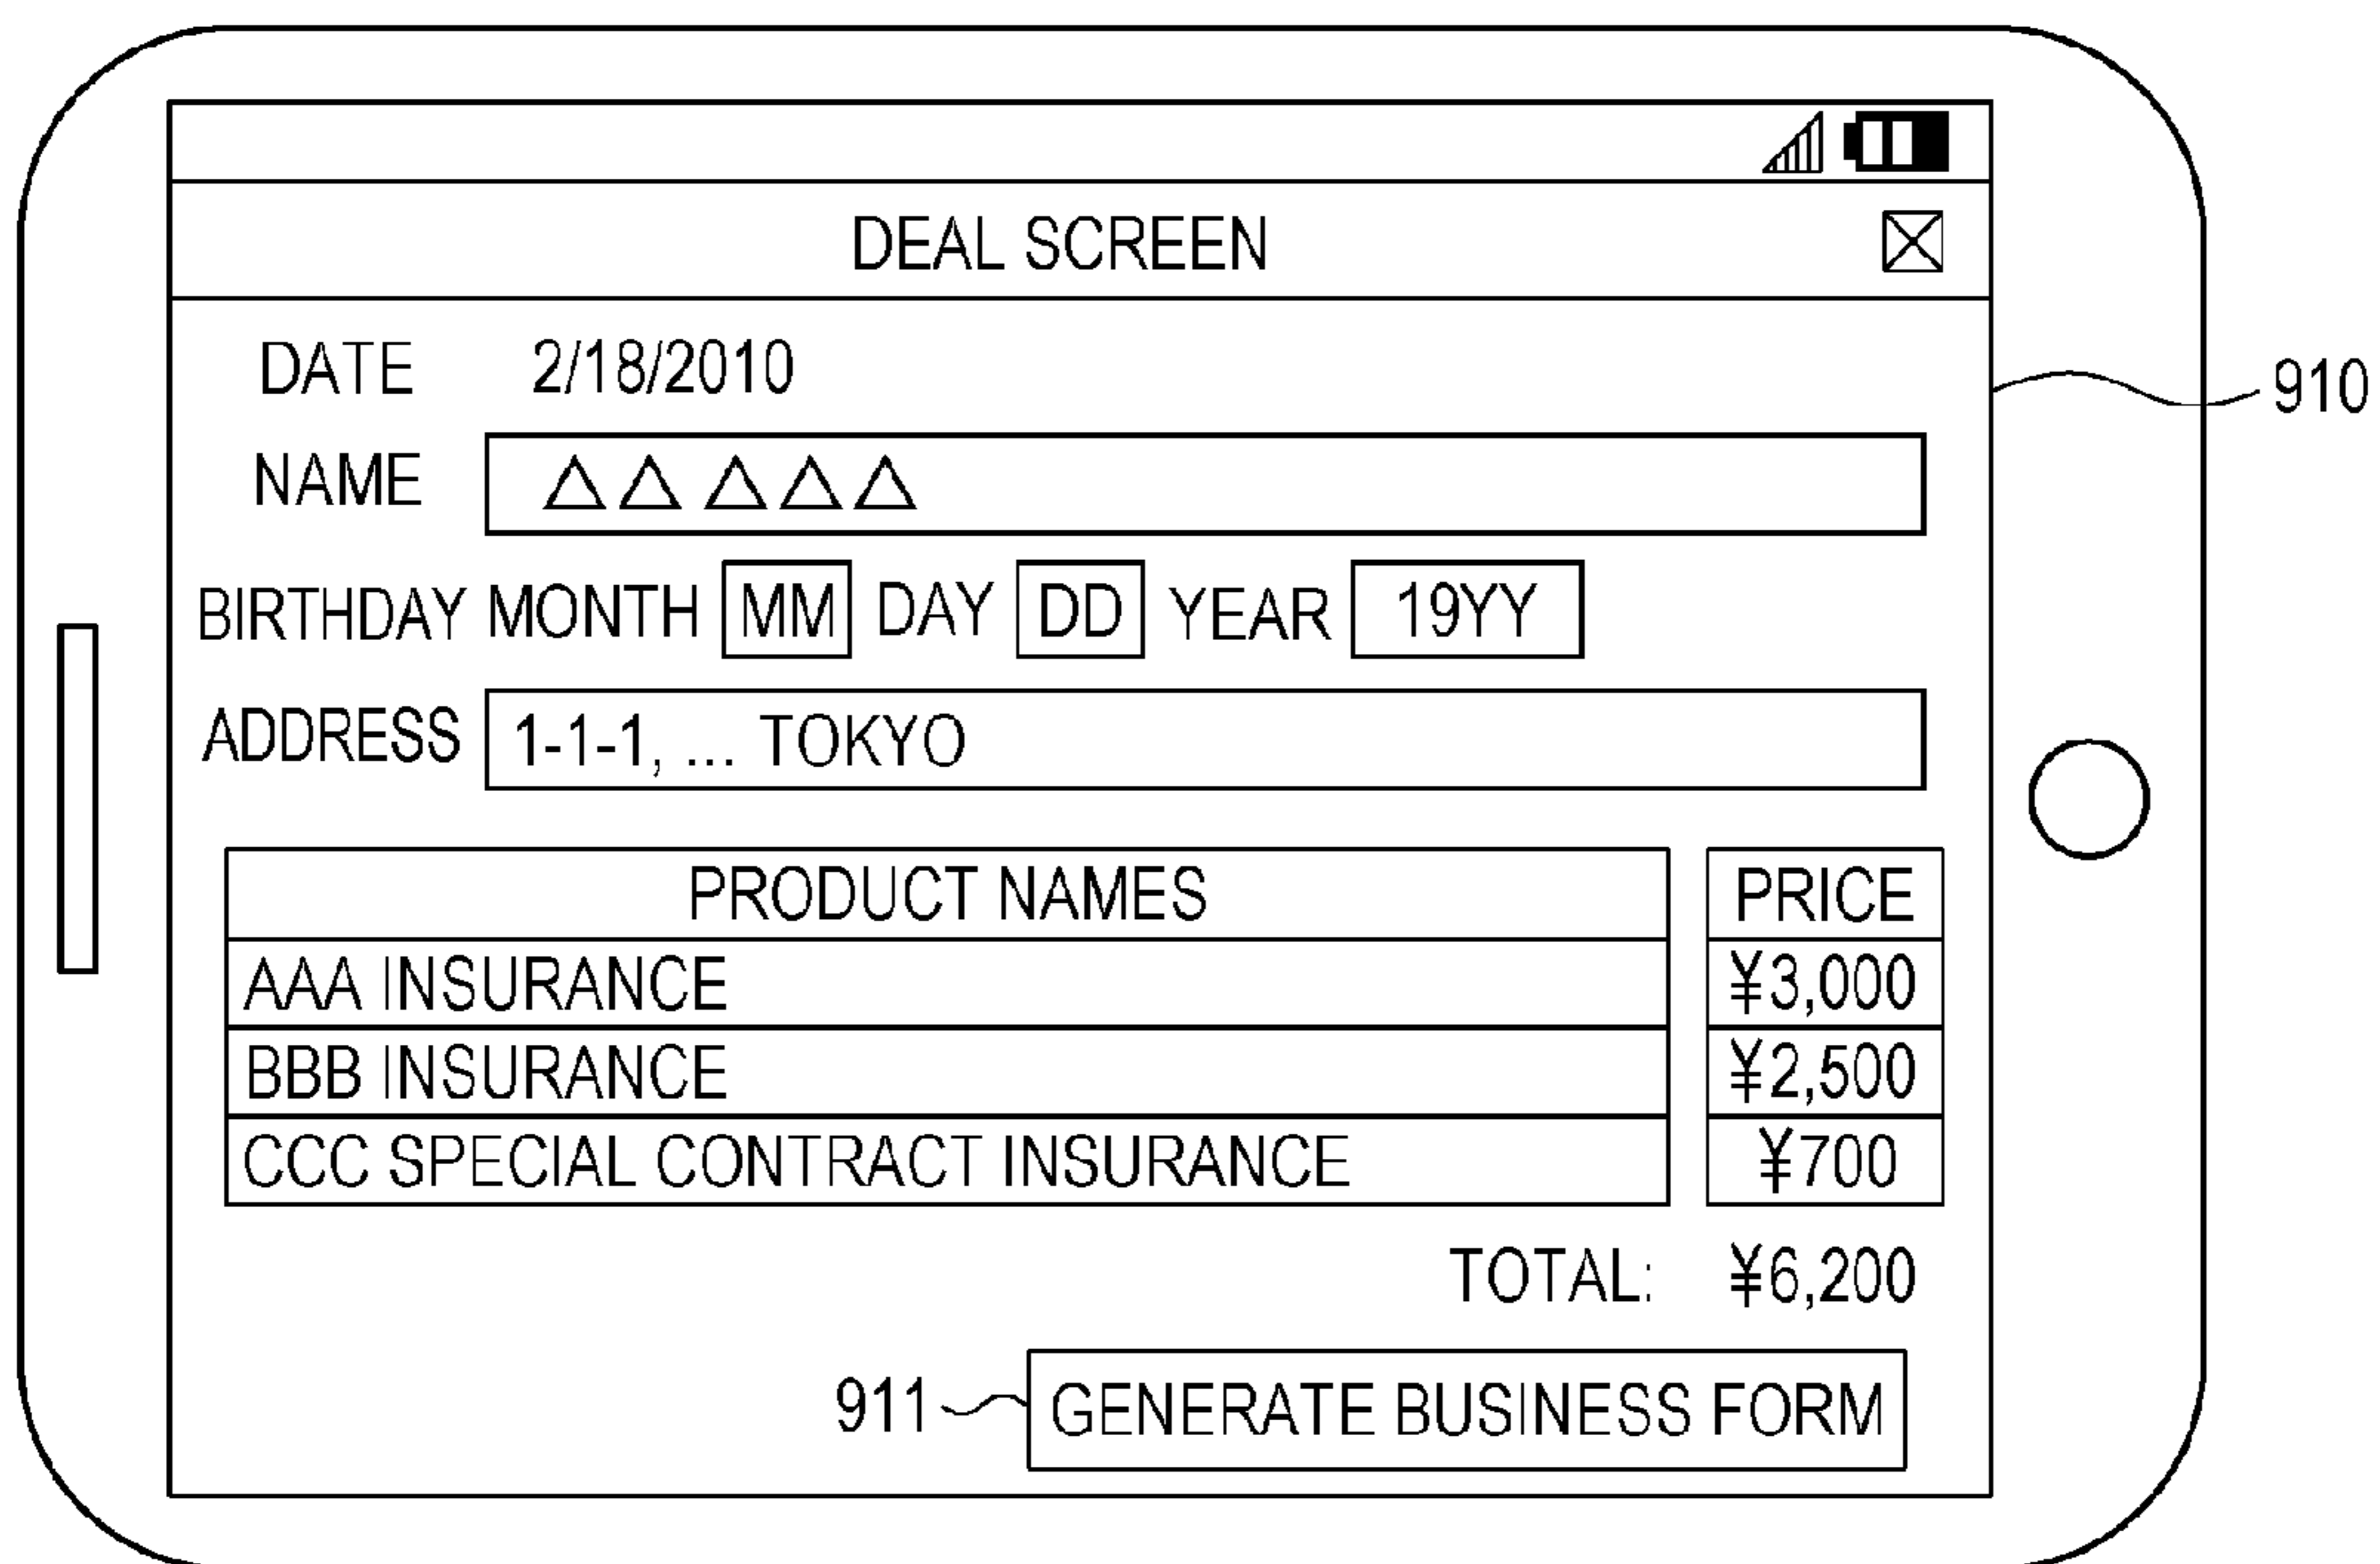 DEAL SCREEN
DATE 2/18/2010
910
NAME △△ △△△
BIRTHDAY MONTH MM DAY DD YEAR 19YY
ADDRESS 1-1-1, ... TOKYO
PRODUCT NAMES PRICE
AAA INSURANCE ¥3,000
BBB INSURANCE ¥2,500
CCC SPECIAL CONTRACT INSURANCE ¥700
TOTAL: ¥6,200
911 GENERATE BUSINESS FORM